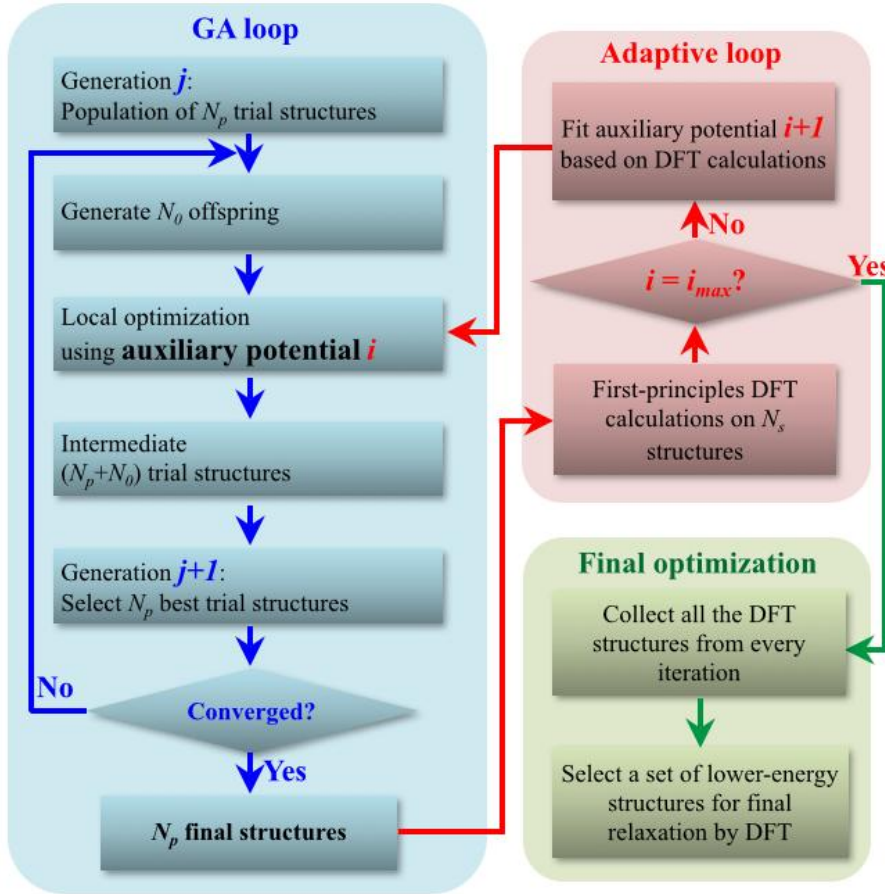 GA loop
Generation j:
Population of Nₚ trial structures
Generate N₀ offspring
Local optimization
using auxiliary potential i
Intermediate
(Nₚ+N₀) trial structures
Generation j+1:
Select Nₚ best trial structures
No
Converged?
Yes
Nₚ final structures
Adaptive loop
Fit auxiliary potential i+1
based on DFT calculations
No
Yes
i = iₘₐₓ?
First-principles DFT
calculations on Nₛ
structures
Final optimization
Collect all the DFT
structures from every
iteration
Select a set of lower-energy
structures for final
relaxation by DFT